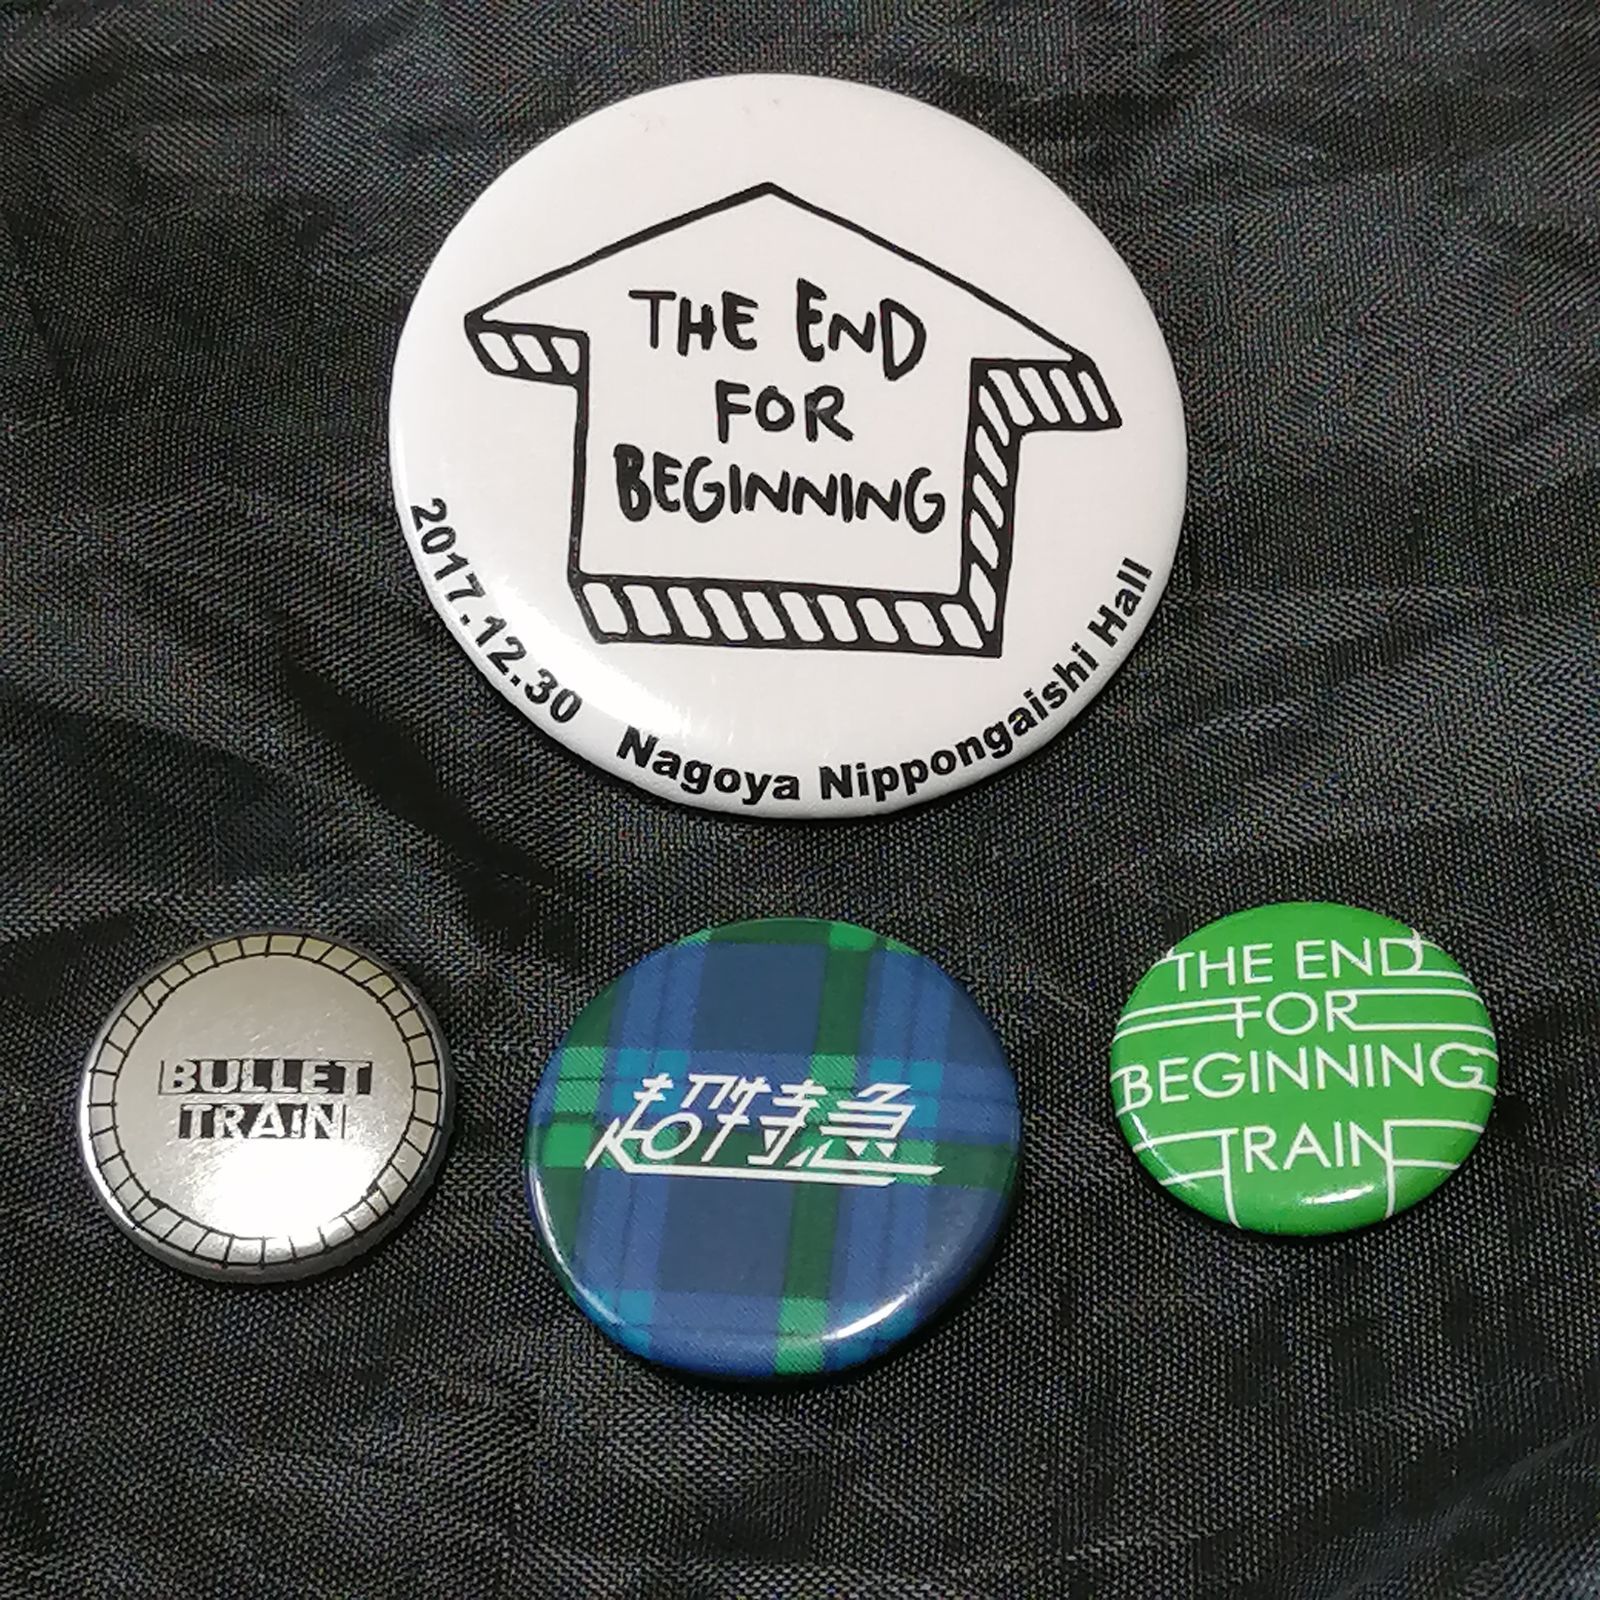 THE END
FOR
BEGINNING
2017.12.30 Nagoya Nippongaishi Hall
BULLET
TRAIN
超特急
THE END
FOR
BEGINNING
TRAIN